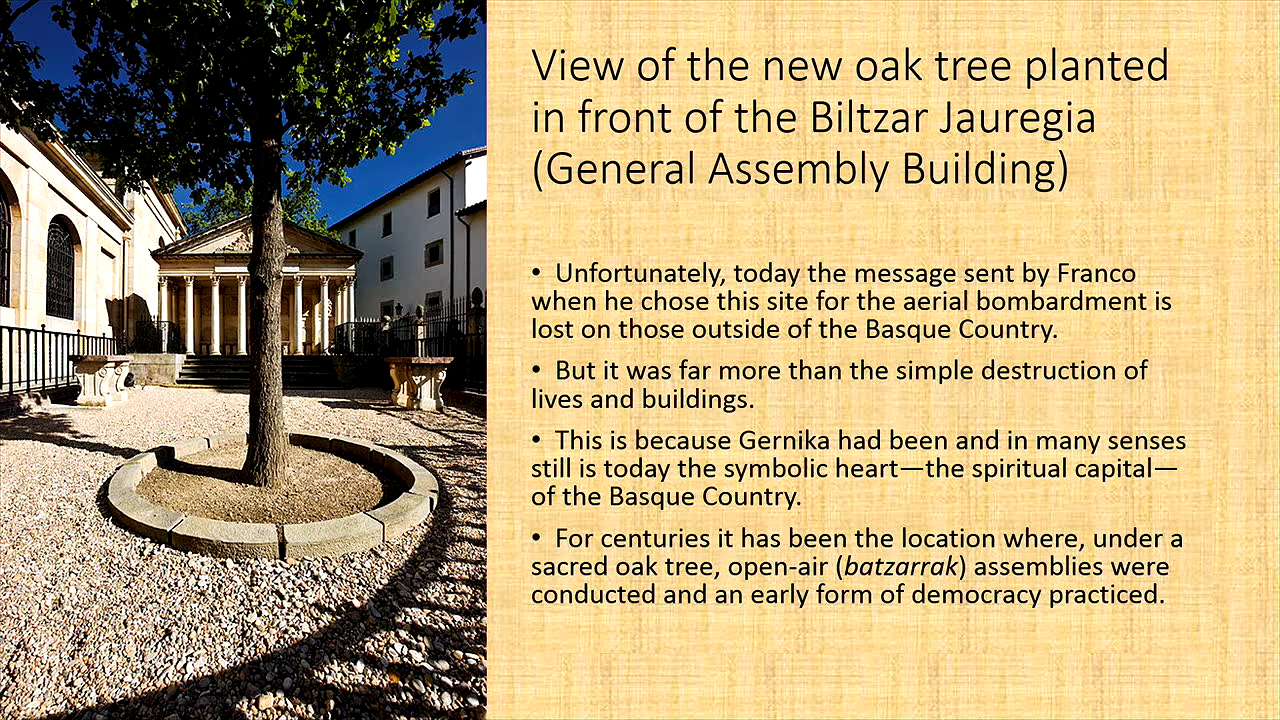 View of the new oak tree planted
in front of the Biltzar Jauregia
(General Assembly Building)
• Unfortunately, today the message sent by Franco
when he chose this site for the aerial bombardment is
lost on those outside of the Basque Country.
• But it was far more than the simple destruction of
lives and buildings.
• This is because Gernika had been and in many senses
still is today the symbolic heart—the spiritual capital—
of the Basque Country.
• For centuries it has been the location where, under a
sacred oak tree, open-air (batzarrak) assemblies were
conducted and an early form of democracy practiced.